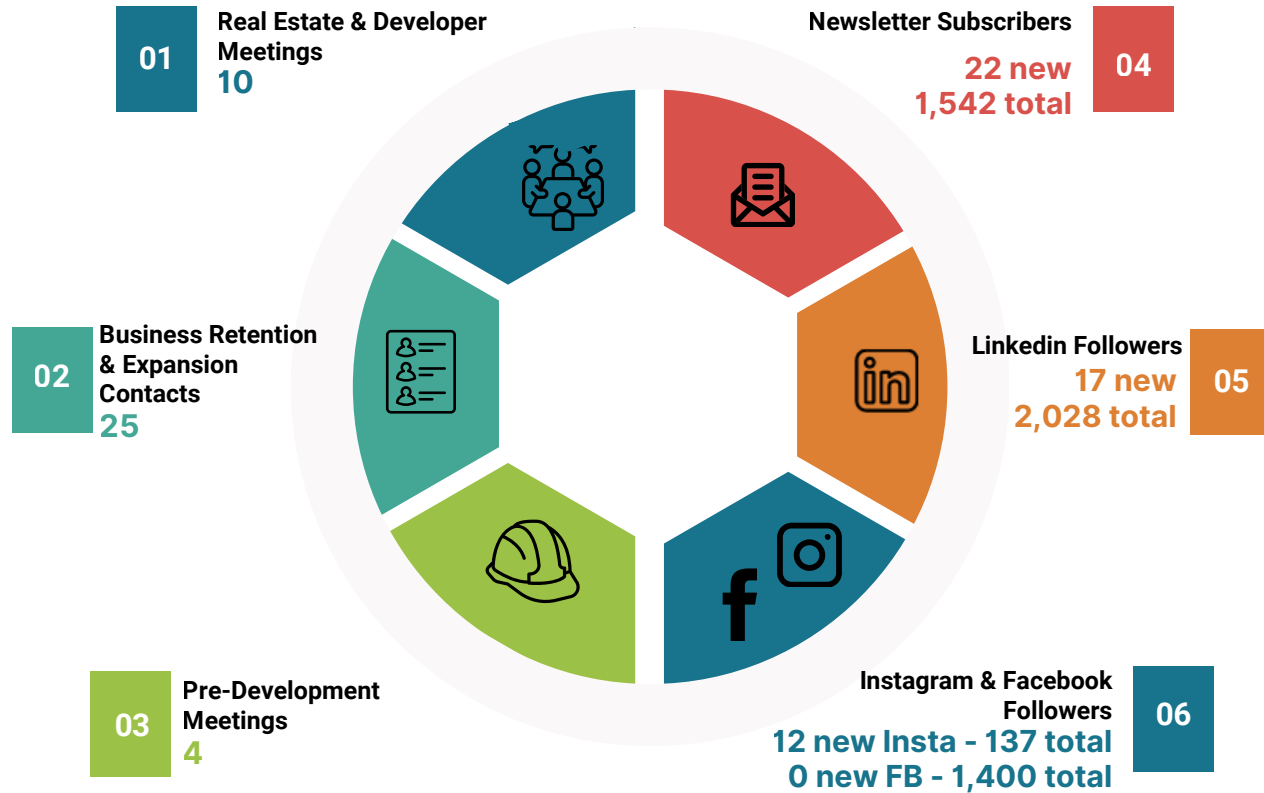 01
Real Estate & Developer
Meetings
10
02
Business Retention
& Expansion
Contacts
25
03
Pre-Development
Meetings
4
Newsletter Subscribers
22 new
1,542 total
04
in
Linkedin Followers
17 new
2,028 total
05
f
Instagram & Facebook
Followers
12 new Insta - 137 total
0 new FB - 1,400 total
06